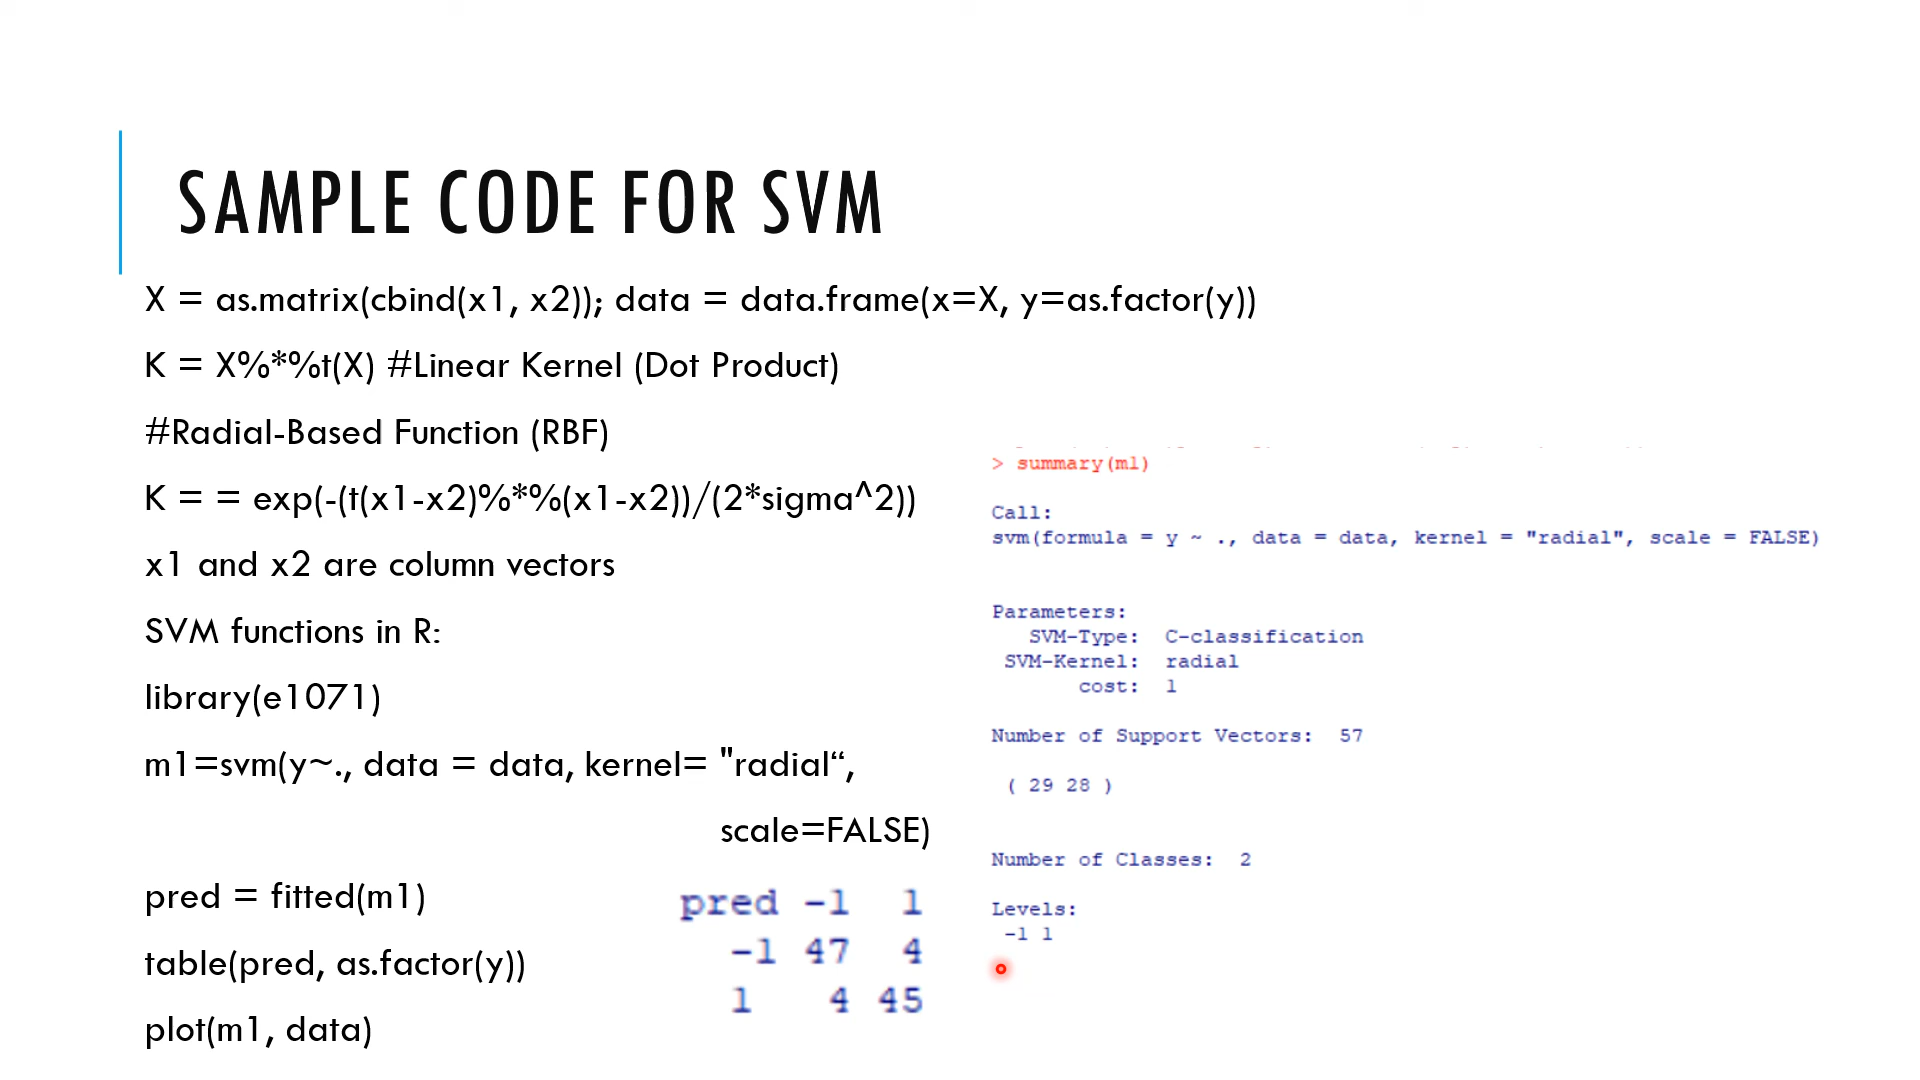 SAMPLE CODE FOR SVM
X = as.matrix(cbind(x1, x2)); data = data.frame(x=X, y=as.factor(y))
K = X%*%t(X) #Linear Kernel (Dot Product)
#Radial-Based Function (RBF)
K = = exp(-(t(x1-x2)%*%(x1-x2))/(2*sigma^2))
x1 and x2 are column vectors
SVM functions in R:
library(e1071)
m1=svm(y~., data = data, kernel= "radial“,
scale=FALSE)
pred = fitted(m1)
table(pred, as.factor(y))
plot(m1, data)
pred -1 1
-1 47 4
1 4 45
> summary(m1)
Call:
svm(formula = y ~ ., data = data, kernel = "radial", scale = FALSE)
Parameters:
SVM-Type: C-classification
SVM-Kernel: radial
cost: 1
Number of Support Vectors: 57
( 29 28 )
Number of Classes: 2
Levels:
-1 1